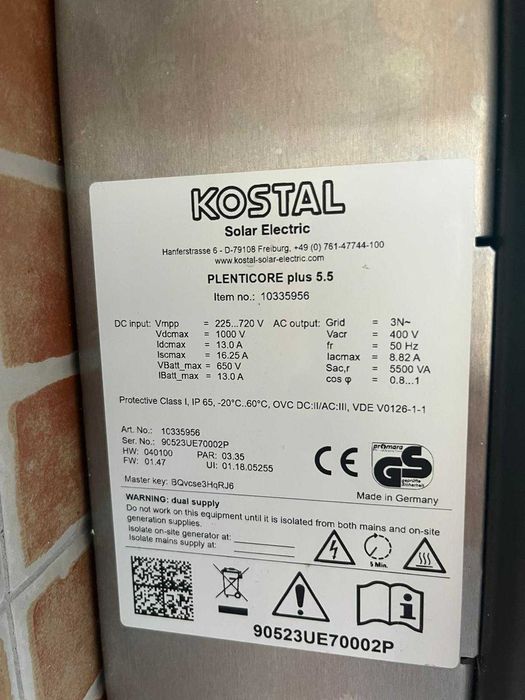 KOSTAL
Solar Electric
Hanferstrasse 6 - D-79108 Freiburg, +49 (0) 761-47744-100
www.kostal-solar-electric.com
PLENTICORE plus 5.5
Item no.: 10335956
DC input: Vmpp = 225...720 V AC output: Grid = 3N~
Vdcmax = 1000 V Vacr = 400 V
Idcmax = 13.0 A fr = 50 Hz
Iscmax = 16.25 A Iacmax = 8.82 A
VBatt_max = 650 V Sac,r = 5500 VA
IBatt_max = 13.0 A cos φ = 0.8...1
Protective Class I, IP 65, -20°C..60°C, OVC DC:II/AC:III, VDE V0126-1-1
Art. No.: 10335956
Ser. No.: 90523UE70002P
HW: 040100 PAR: 03.35
FW: 01.47 UI: 01.18.05255
Master key: BQvcse3HqRJ6
CE
primara
GS
geprüfte
Sicherheit
Made in Germany
WARNING: dual supply
Do not work on this equipment until it is isolated from both mains and on-site
generation supplies.
Isolate on-site generator at:
Isolate mains supply at:
5 Min.
90523UE70002P